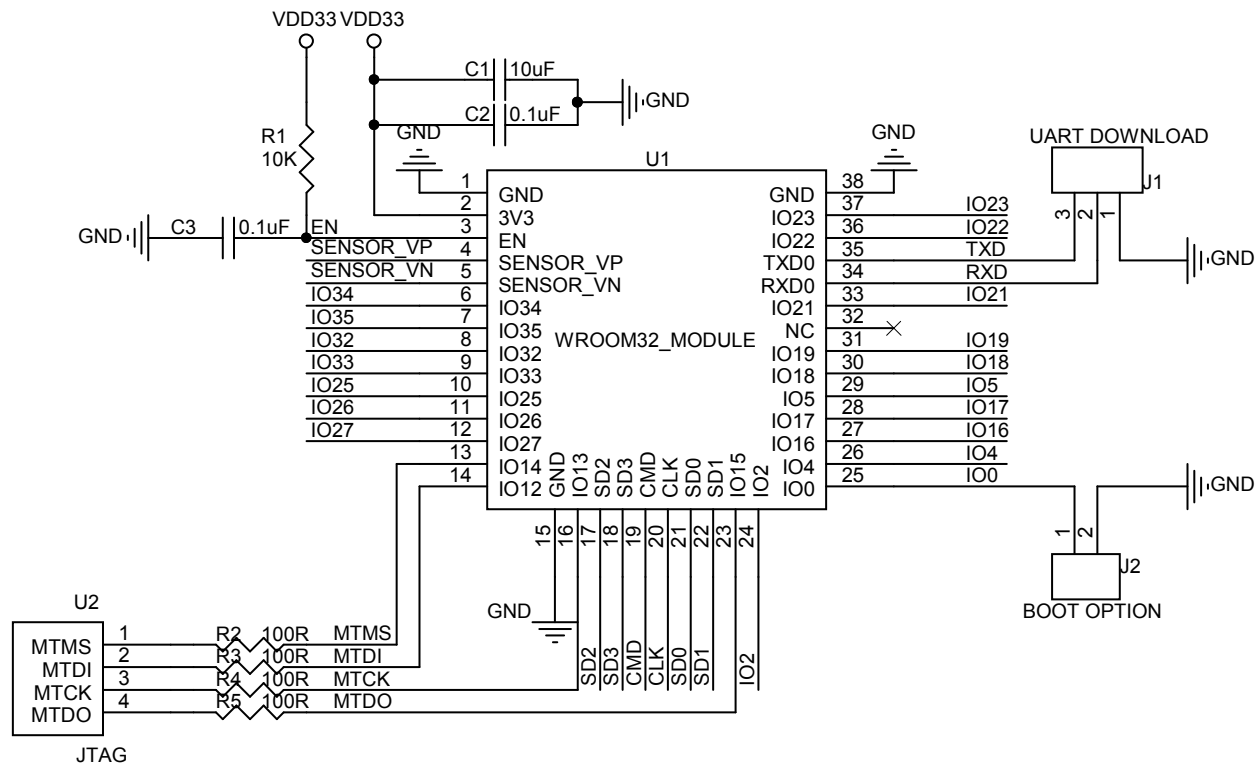 VDD33 VDD33
C1 10uF
GND
C2 0.1uF
R1
10K
GND
GND
UART DOWNLOAD
J1
U1
3 2 1
GND
GND C3 0.1uF
EN
SENSOR_VP
SENSOR_VN
IO34
IO35
IO32
IO33
IO25
IO26
IO27
1 GND
2 3V3
3 EN
4 SENSOR_VP
5 SENSOR_VN
6 IO34
7 IO35
8 IO32
9 IO33
10 IO25
11 IO26
12 IO27
13 IO14
14 IO12
WROOM32_MODULE
GND 38
IO23 37 IO23
IO22 36 IO22
TXD0 35 TXD
RXD0 34 RXD
IO21 33 IO21
NC 32
IO19 31 IO19
IO18 30 IO18
IO5 29 IO5
IO17 28 IO17
IO16 27 IO16
IO4 26 IO4
IO0 25 IO0
GND IO13 SD2 SD3 CMD CLK SD0 SD1 IO15 IO2
15 16 17 18 19 20 21 22 23 24
GND
SD2 SD3 CMD CLK SD0 SD1 IO2
GND
1 2
J2
BOOT OPTION
U2
MTMS 1 R2 100R MTMS
MTDI 2 R3 100R MTDI
MTCK 3 R4 100R MTCK
MTDO 4 R5 100R MTDO
JTAG